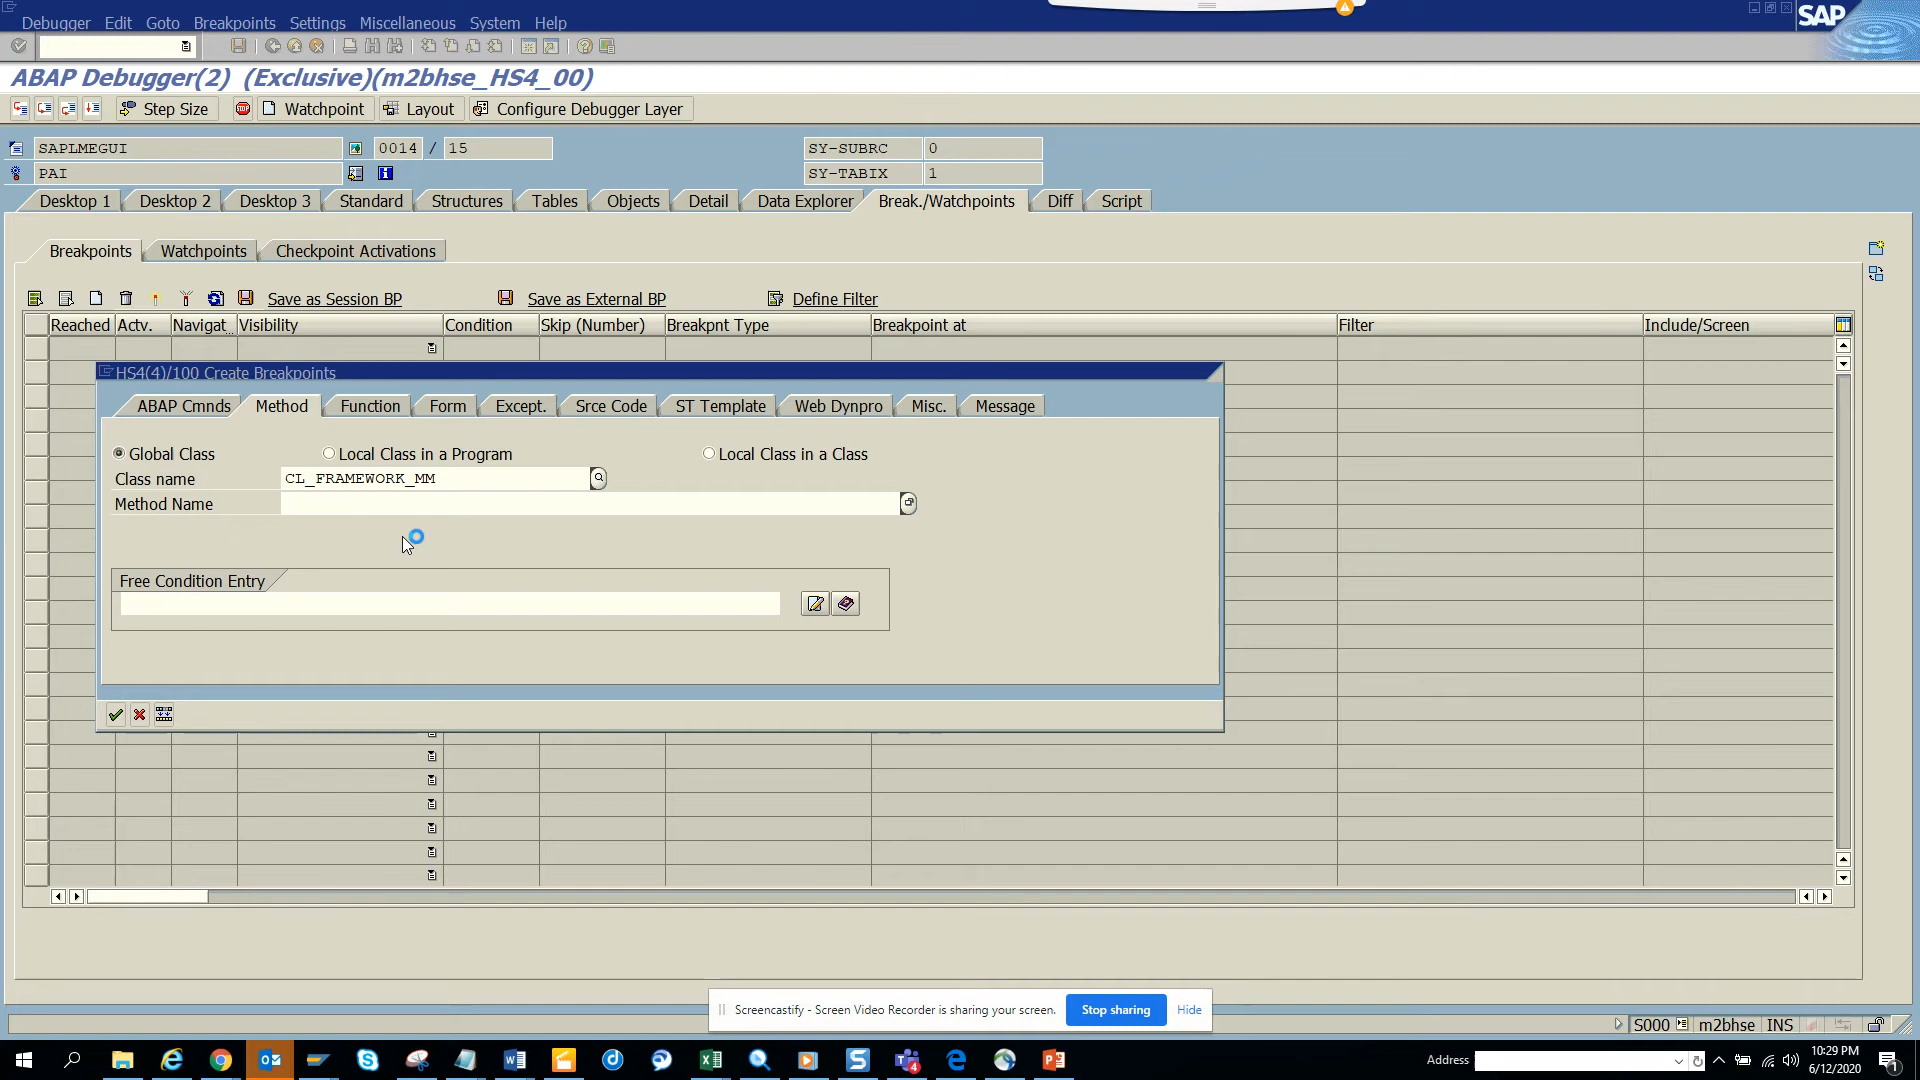 Debugger Edit Goto Breakpoints Settings Miscellaneous System Help
SAP
ABAP Debugger(2) (Exclusive)(m2bhse_HS4_00)
Step Size Watchpoint Layout Configure Debugger Layer
SAPLMEGUI 0014 / 15 SY-SUBRC 0
PAI SY-TABIX 1
Desktop 1 Desktop 2 Desktop 3 Standard Structures Tables Objects Detail Data Explorer Break./Watchpoints Diff Script
Breakpoints Watchpoints Checkpoint Activations
Save as Session BP Save as External BP Define Filter
Reached Actv. Navigat... Visibility Condition Skip (Number) Breakpnt Type Breakpoint at Filter Include/Screen
HS4(4)/100 Create Breakpoints
ABAP Cmnds Method Function Form Except. Srce Code ST Template Web Dynpro Misc. Message
Global Class Local Class in a Program Local Class in a Class
Class name CL_FRAMEWORK_MM
Method Name
Free Condition Entry
Screencastify - Screen Video Recorder is sharing your screen. Stop sharing Hide
S000 m2bhse INS
Address 10:29 PM
6/12/2020